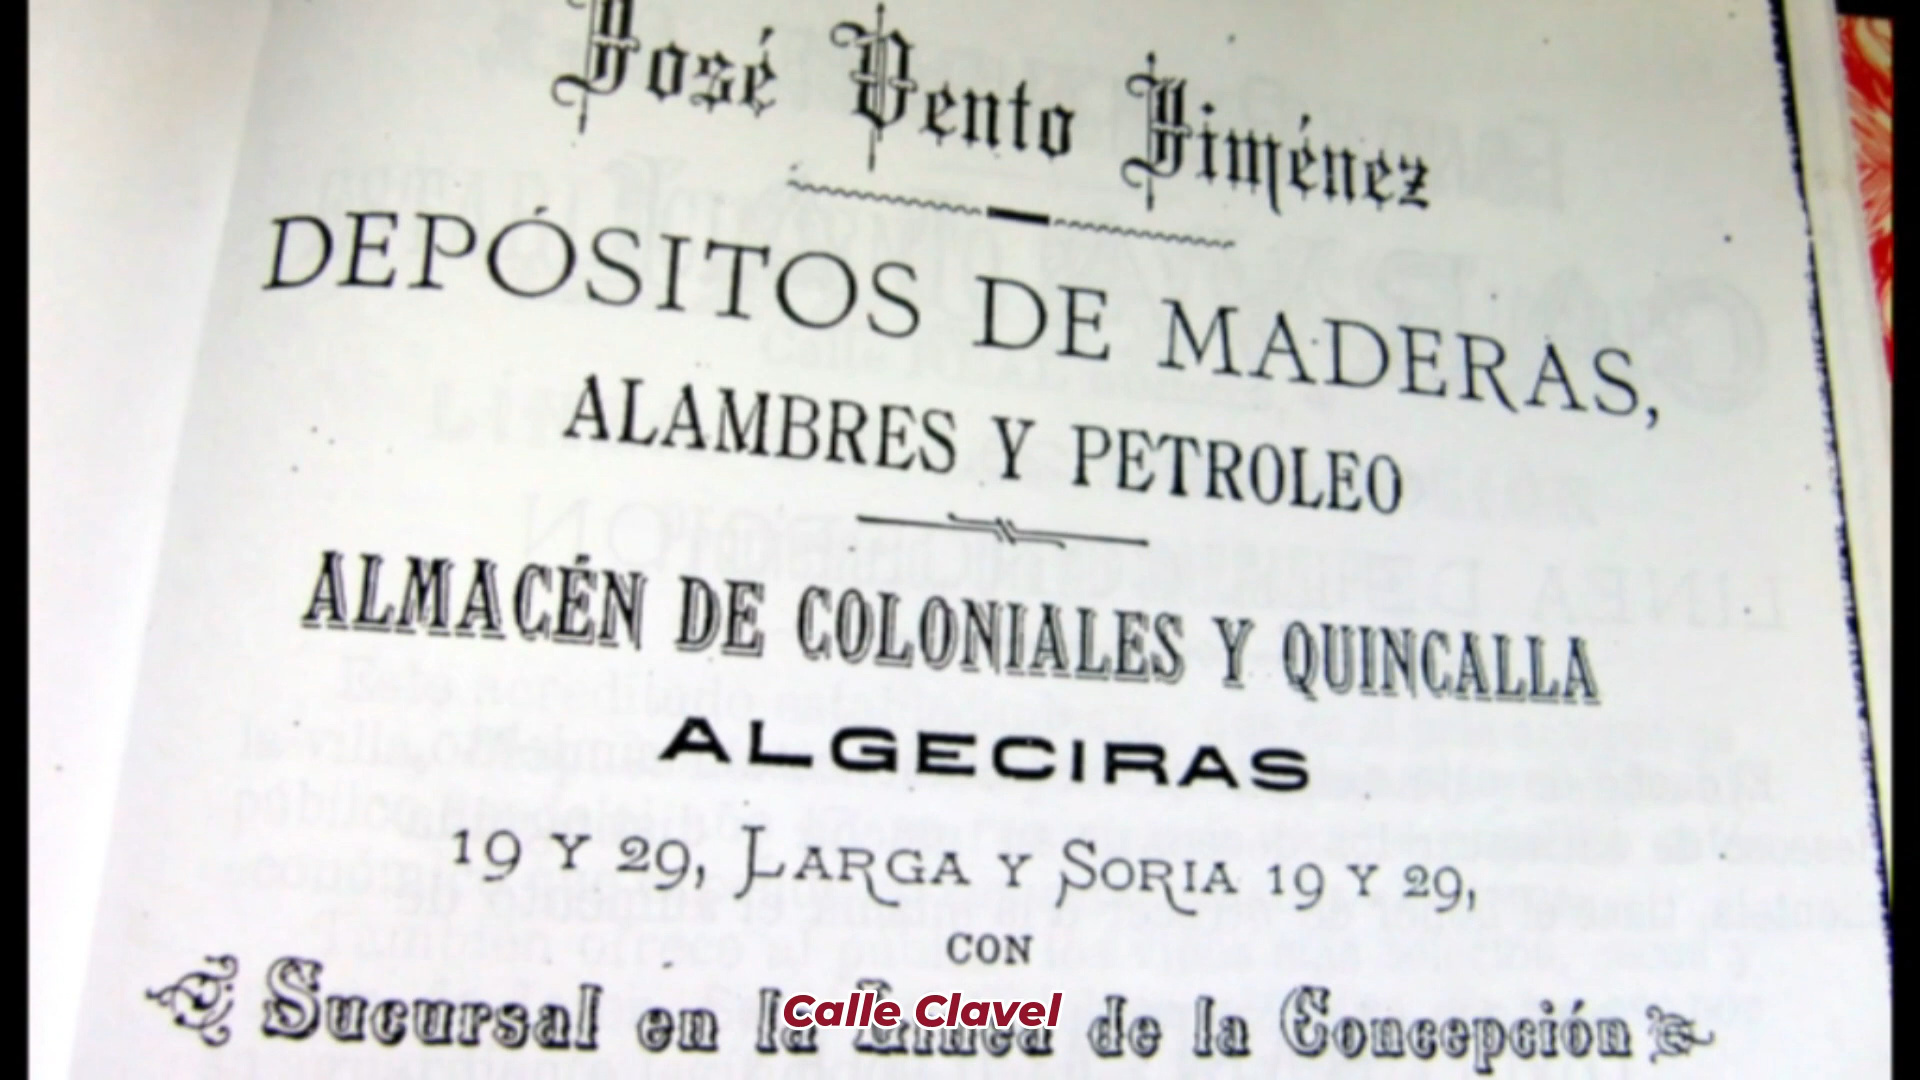 José Vento Jiménez
DEPÓSITOS DE MADERAS,
ALAMBRES Y PETROLEO
ALMACÉN DE COLONIALES Y QUINCALLA
ALGECIRAS
19 Y 29, LARGA Y SORIA 19 Y 29,
CON
Sucursal en la Línea de la Concepción
Calle Clavel